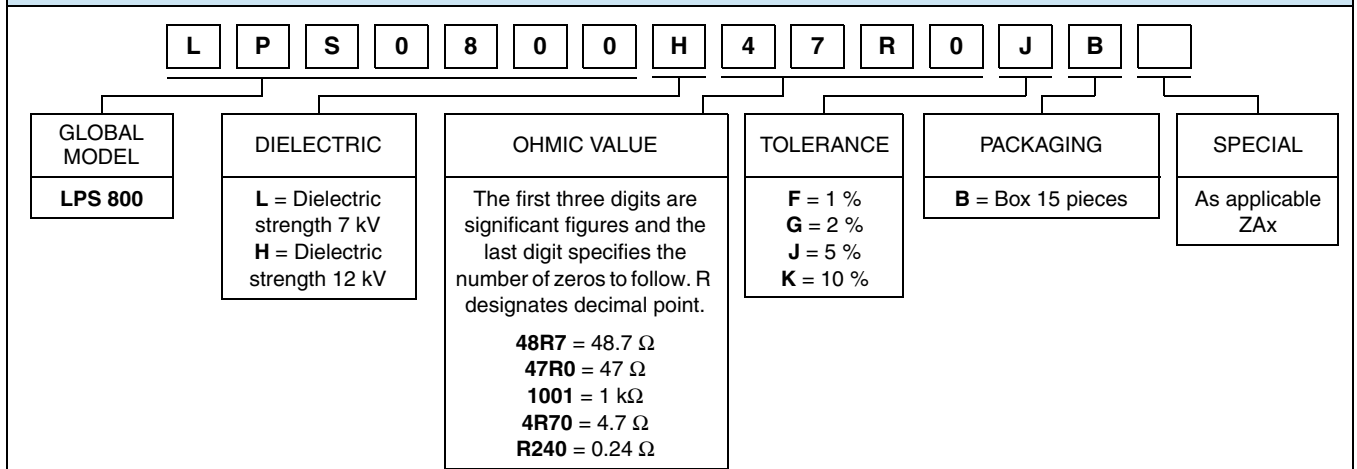 L P S 0 8 0 0 H 4 7 R 0 J B
GLOBAL
MODEL
LPS 800
DIELECTRIC
L = Dielectric
strength 7 kV
H = Dielectric
strength 12 kV
OHMIC VALUE
The first three digits are
significant figures and the
last digit specifies the
number of zeros to follow. R
designates decimal point.
48R7 = 48.7 Ω
47R0 = 47 Ω
1001 = 1 kΩ
4R70 = 4.7 Ω
R240 = 0.24 Ω
TOLERANCE
F = 1 %
G = 2 %
J = 5 %
K = 10 %
PACKAGING
B = Box 15 pieces
SPECIAL
As applicable
ZAx